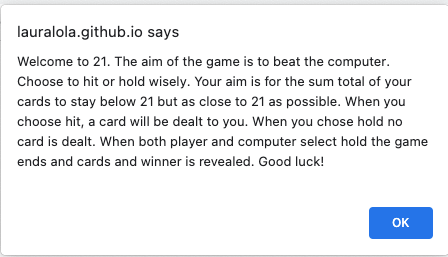 lauralola.github.io says
Welcome to 21. The aim of the game is to beat the computer.
Choose to hit or hold wisely. Your aim is for the sum total of your
cards to stay below 21 but as close to 21 as possible. When you
choose hit, a card will be dealt to you. When you chose hold no
card is dealt. When both player and computer select hold the game
ends and cards and winner is revealed. Good luck!
OK